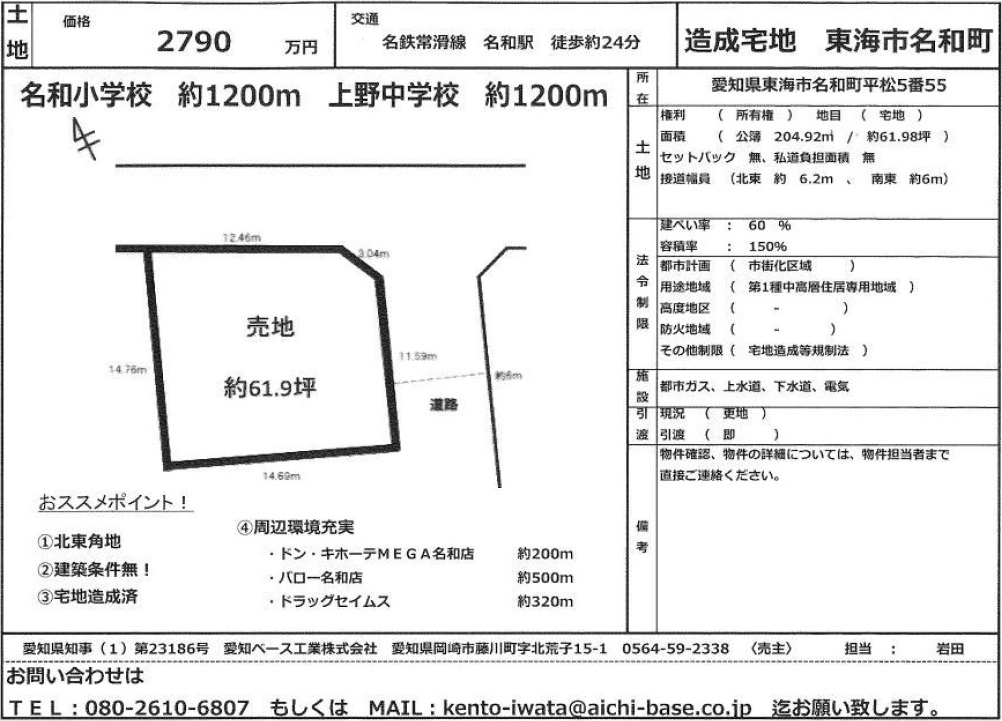 土地
価格
2790 万円
交通
名鉄常滑線 名和駅 徒歩約24分
造成宅地 東海市名和町
名和小学校 約1200m 上野中学校 約1200m
12.46m
3.04m
売地
14.76m
11.59m
約6m
約61.9坪
道路
14.69m
おススメポイント！
①北東角地
②建築条件無！
③宅地造成済
④周辺環境充実
・ドン・キホーテMEGA名和店 約200m
・バロー名和店 約500m
・ドラッグセイムス 約320m
所在
愛知県東海市名和町平松5番55
土地
権利 （ 所有権 ） 地目 （ 宅地 ）
面積 （ 公簿 204.92㎡ / 約61.98坪 ）
セットバック 無、私道負担面積 無
接道幅員 （北東 約 6.2m 、 南東 約6m）
法令制限
建ぺい率 ： 60 %
容積率 ： 150%
都市計画 （ 市街化区域 ）
用途地域 （ 第1種中高層住居専用地域 ）
高度地区 （ - ）
防火地域 （ - ）
その他制限（ 宅地造成等規制法 ）
施設
都市ガス、上水道、下水道、電気
引渡
現況 （ 更地 ）
引渡 （ 即 ）
備考
物件確認、物件の詳細については、物件担当者まで
直接ご連絡ください。
愛知県知事（1）第23186号 愛知ベース工業株式会社 愛知県岡崎市藤川町字北荒子15-1 0564-59-2338 〈売主〉 担当 ： 岩田
お問い合わせは
TEL：080-2610-6807 もしくは MAIL：kento-iwata@aichi-base.co.jp 迄お願い致します。